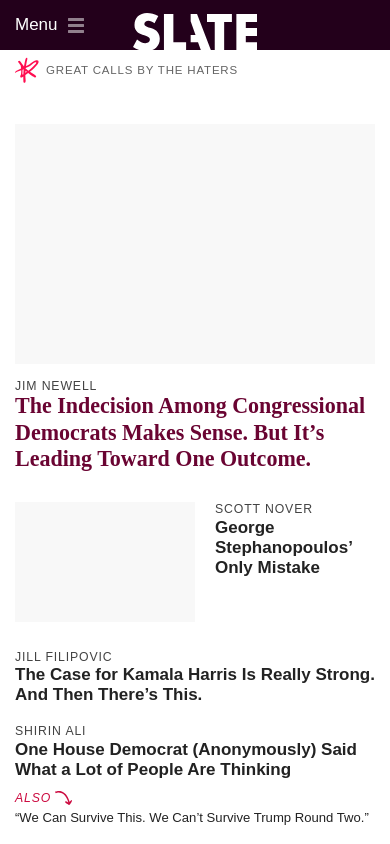 Menu
SLATE
GREAT CALLS BY THE HATERS
JIM NEWELL
The Indecision Among Congressional
Democrats Makes Sense. But It’s
Leading Toward One Outcome.
SCOTT NOVER
George
Stephanopoulos’
Only Mistake
JILL FILIPOVIC
The Case for Kamala Harris Is Really Strong.
And Then There’s This.
SHIRIN ALI
One House Democrat (Anonymously) Said
What a Lot of People Are Thinking
ALSO
“We Can Survive This. We Can’t Survive Trump Round Two.”